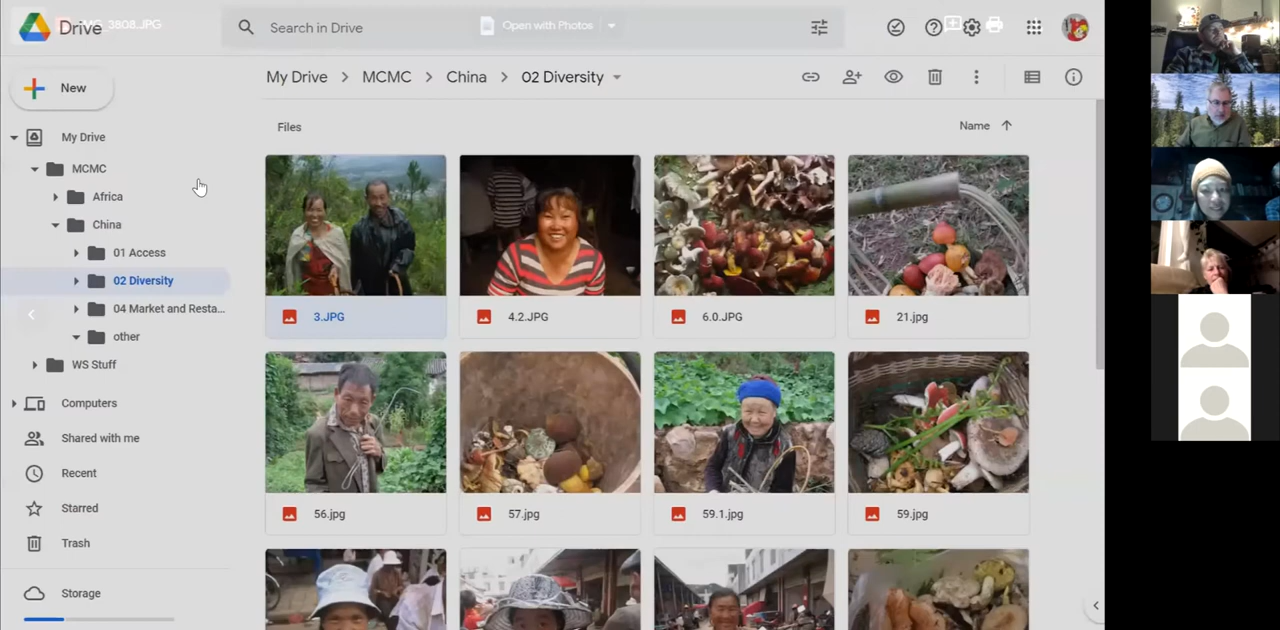 Drive
IMG_3808.JPG
Search in Drive
Open with Photos
New
My Drive
MCMC
Africa
China
01 Access
02 Diversity
04 Market and Resta...
other
WS Stuff
Computers
Shared with me
Recent
Starred
Trash
Storage
My Drive > MCMC > China > 02 Diversity
Files
Name
3.JPG
4.2.JPG
6.0.JPG
21.jpg
56.jpg
57.jpg
59.1.jpg
59.jpg